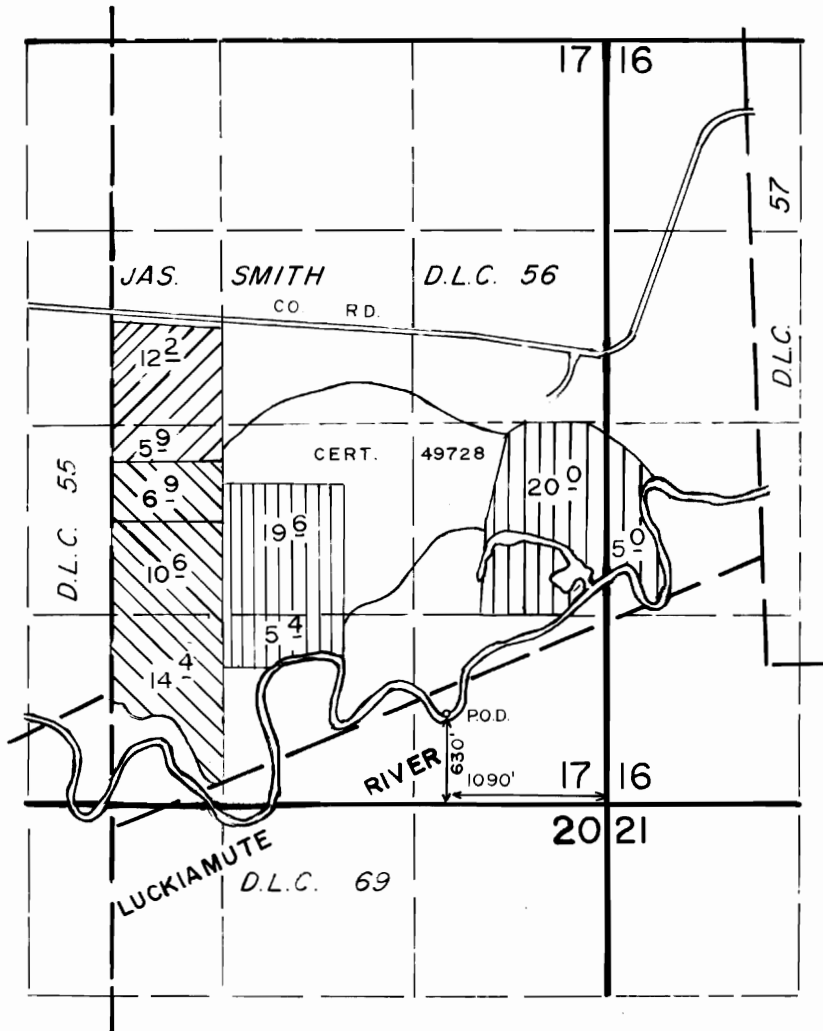 17 16
57
JAS. SMITH D.L.C. 56
CO. RD.
D.L.C.
12 2
5 9
CERT. 49728
D.L.C. 55
6 9
20 0
19 6
10 6
5 0
5 4
14 4
P.O.D.
630'
RIVER
1090'
17 16
20 21
LUCKIAMUTE
D.L.C. 69